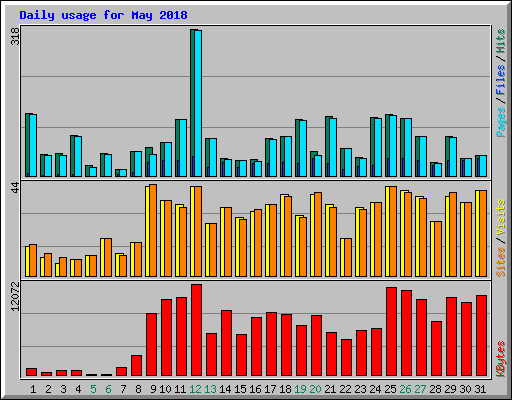 Daily usage for May 2018
318
Pages / Files / Hits
44
Sites / Visits
12072
KBytes
1 2 3 4 5 6 7 8 9 10 11 12 13 14 15 16 17 18 19 20 21 22 23 24 25 26 27 28 29 30 31